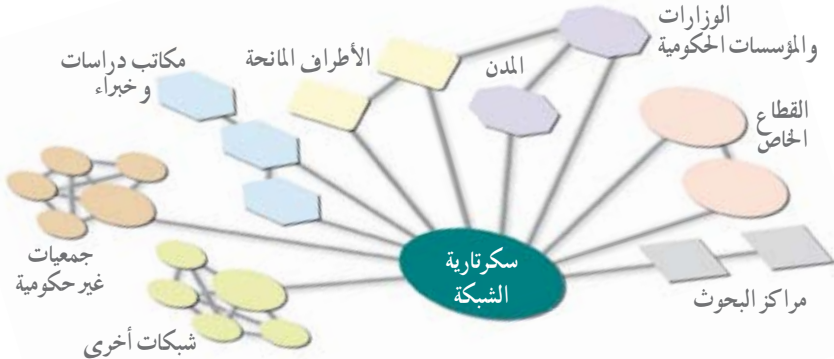 الوزارات
والمؤسسات الحكومية
المدن
الأطراف المانحة
مكاتب دراسات
وخبراء
القطاع
الخاص
سكرتارية
الشبكة
جمعيات
غير حكومية
مراكز البحوث
شبكات أخرى